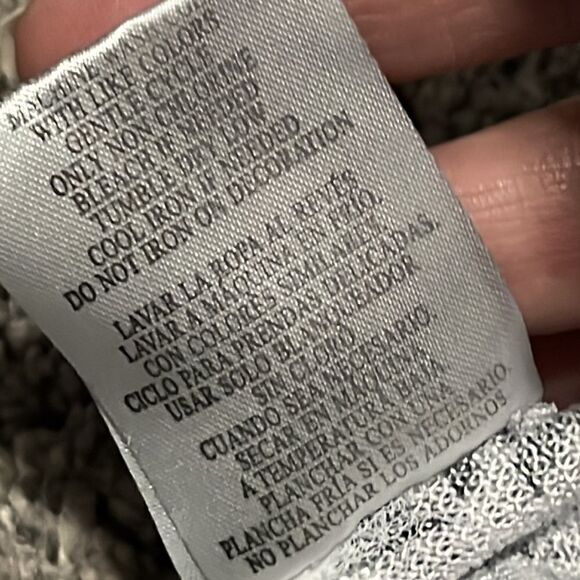 MACHINE WASH
WITH LIKE COLORS
GENTLE CYCLE
ONLY NON CHLORINE
BLEACH IF NEEDED
TUMBLE DRY LOW
COOL IRON IF NEEDED
DO NOT IRON ON DECORATION
LAVAR LA ROPA AL REVES
LAVAR A MAQUINA EN FRIO.
CON COLORES SIMILARES.
CICLO PARA PRENDAS DELICADAS.
USAR SOLO BLANQUEADOR
SIN CLORO
CUANDO SEA NECESARIO.
SECAR EN MAQUINA
A TEMPERATURA BAJA
PLANCHAR CON UNA
PLANCHA FRIA SI ES NECESARIO.
NO PLANCHAR LOS ADORNOS